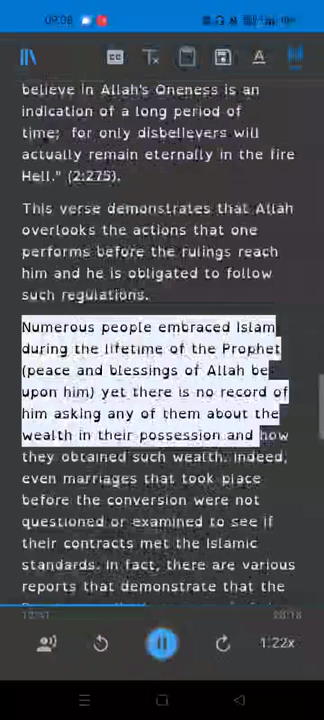 09:08
believe in Allah's Oneness is an
indication of a long period of
time; for only disbelievers will
actually remain eternally in the fire
Hell." (2:275).
This verse demonstrates that Allah
overlooks the actions that one
performs before the rulings reach
him and he is obligated to follow
such regulations.
Numerous people embraced Islam
during the lifetime of the Prophet
(peace and blessings of Allah be
upon him) yet there is no record of
him asking any of them about the
wealth in their possession and how
they obtained such wealth. Indeed,
even marriages that took place
before the conversion were not
questioned or examined to see if
their contracts met the Islamic
standards. In fact, there are various
reports that demonstrate that the
1.22x